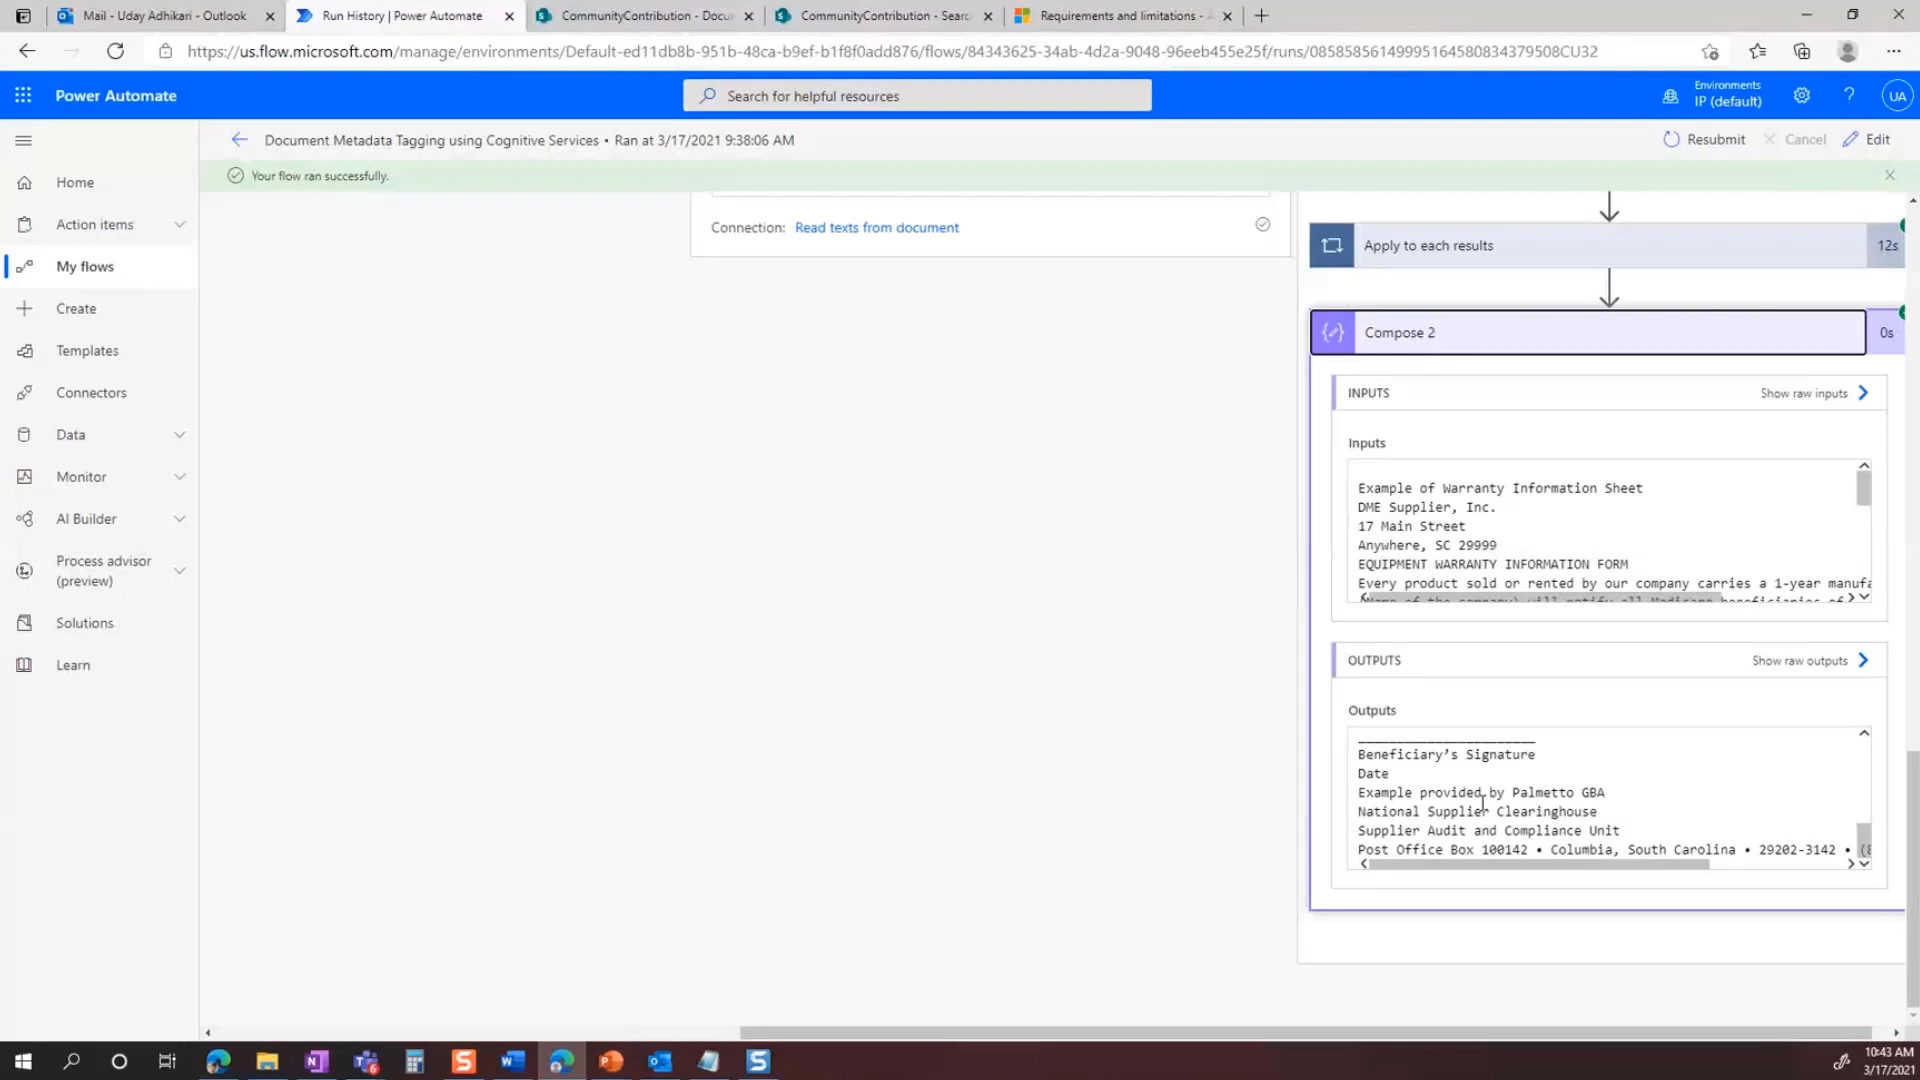 Mail - Uday Adhikari - Outlook
Run History | Power Automate
CommunityContribution - Docu
CommunityContribution - Searc
Requirements and limitations -
https://us.flow.microsoft.com/manage/environments/Default-ed11db8b-951b-48ca-b9ef-b1f8f0add876/flows/84343625-34ab-4d2a-9048-96eeb455e25f/runs/08585856149995164580834379508CU32
Power Automate
Search for helpful resources
Environments
IP (default)
?
UA
Document Metadata Tagging using Cognitive Services • Ran at 3/17/2021 9:38:06 AM
Resubmit
Cancel
Edit
Your flow ran successfully.
Home
Action items
My flows
Create
Templates
Connectors
Data
Monitor
AI Builder
Process advisor
(preview)
Solutions
Learn
Connection: Read texts from document
Apply to each results
12s
Compose 2
0s
INPUTS
Show raw inputs
Inputs
Example of Warranty Information Sheet
DME Supplier, Inc.
17 Main Street
Anywhere, SC 29999
EQUIPMENT WARRANTY INFORMATION FORM
Every product sold or rented by our company carries a 1-year manufa
OUTPUTS
Show raw outputs
Outputs
Beneficiary’s Signature
Date
Example provided by Palmetto GBA
National Supplier Clearinghouse
Supplier Audit and Compliance Unit
Post Office Box 100142 • Columbia, South Carolina • 29202-3142 • (8
10:43 AM
3/17/2021